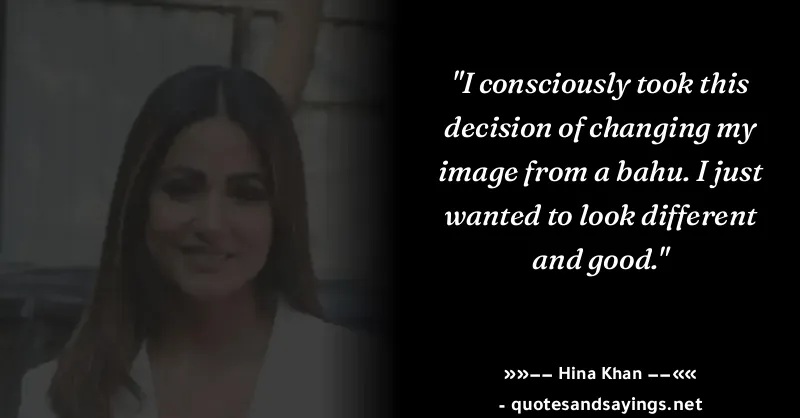 "I consciously took this
decision of changing my
image from a bahu. I just
wanted to look different
and good."
»»−− Hina Khan −−««
- quotesandsayings.net